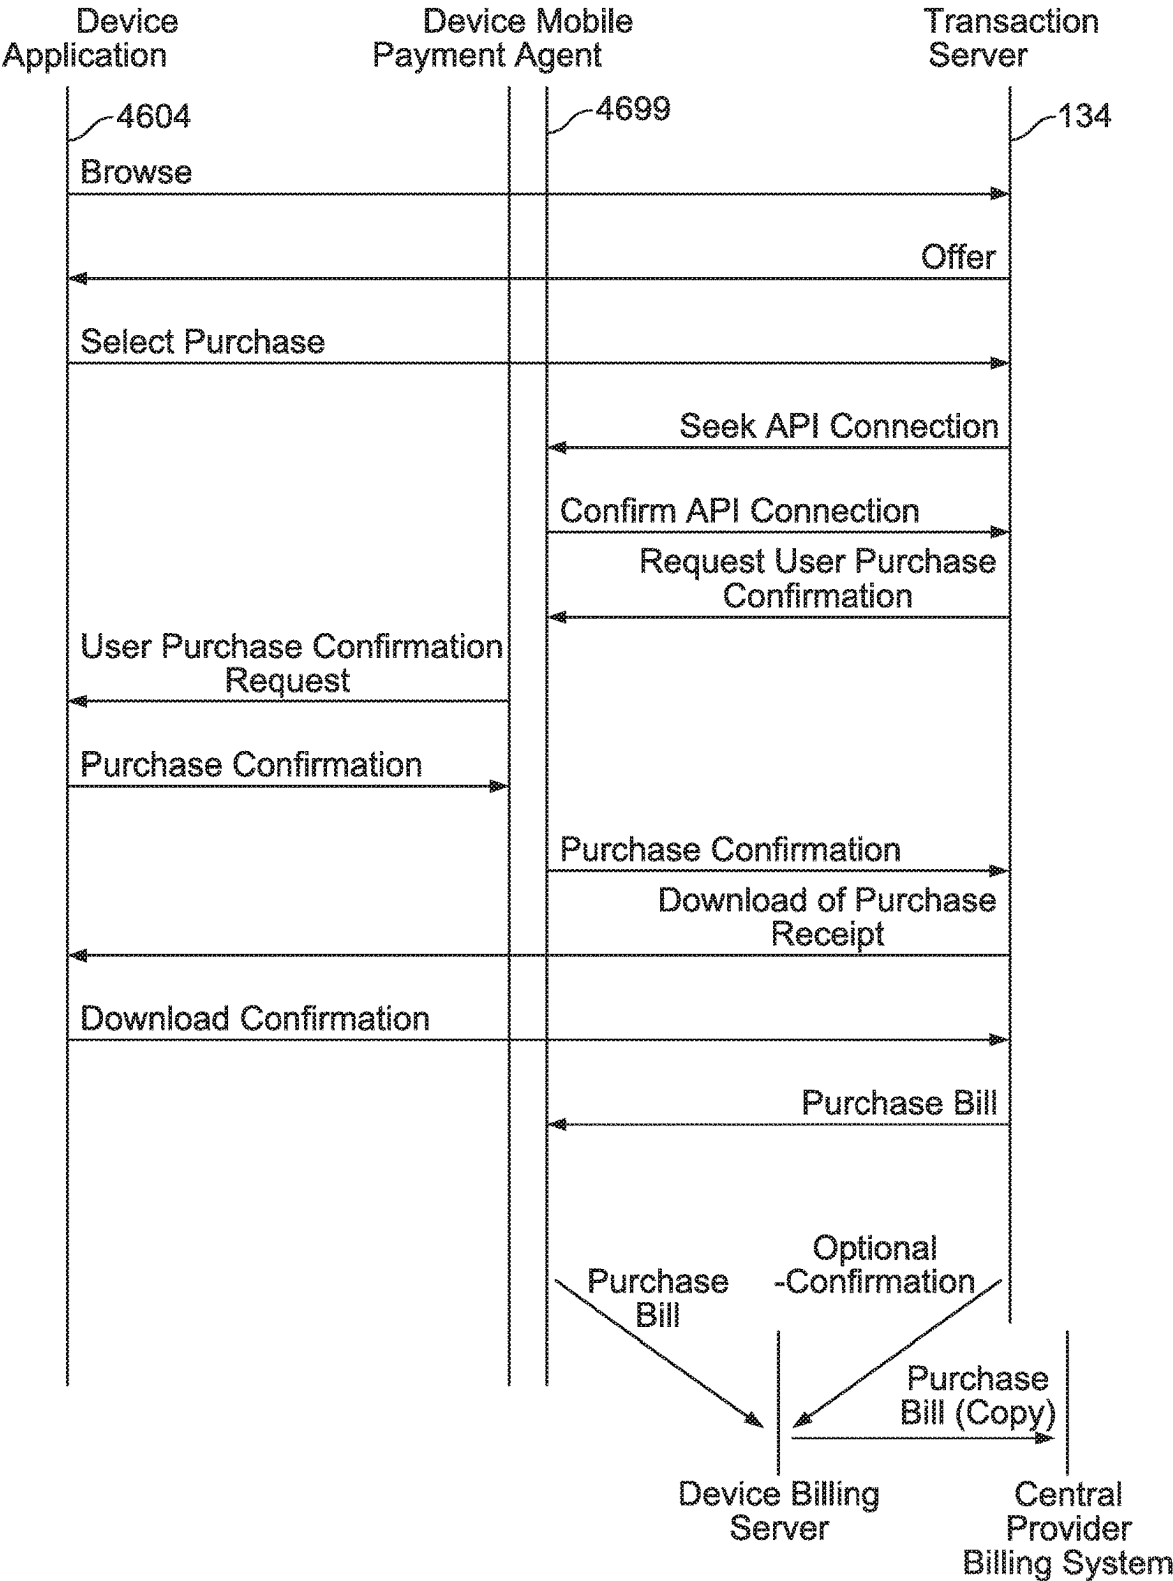 Device
Application
Device Mobile
Payment Agent
Transaction
Server
4604
4699
134
Browse
Offer
Select Purchase
Seek API Connection
Confirm API Connection
Request User Purchase
Confirmation
User Purchase Confirmation
Request
Purchase Confirmation
Purchase Confirmation
Download of Purchase
Receipt
Download Confirmation
Purchase Bill
Purchase
Bill
Optional
-Confirmation
Purchase
Bill (Copy)
Device Billing
Server
Central
Provider
Billing System